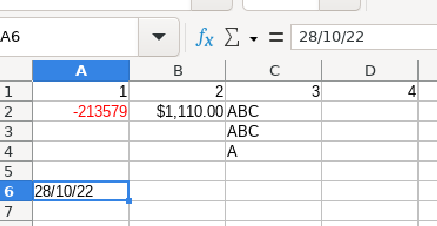 A6 fx Σ = 28/10/22
A B C D
1 1 2 3 4
2 -213579 $1,110.00 ABC
3 ABC
4 A
5
6 28/10/22
7